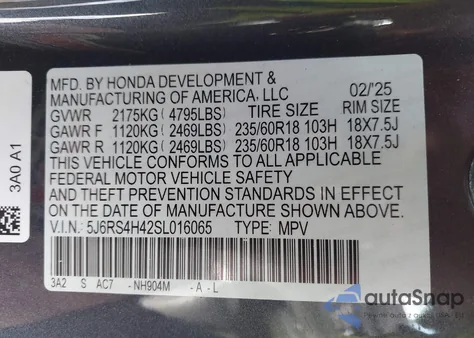 MFD. BY HONDA DEVELOPMENT &
MANUFACTURING OF AMERICA, LLC 02/'25
GVWR 2175KG ( 4795LBS) TIRE SIZE RIM SIZE
GAWR F 1120KG ( 2469LBS) 235/60R18 103H 18X7.5J
GAWR R 1120KG ( 2469LBS) 235/60R18 103H 18X7.5J
THIS VEHICLE CONFORMS TO ALL APPLICABLE
FEDERAL MOTOR VEHICLE SAFETY
AND THEFT PREVENTION STANDARDS IN EFFECT
ON THE DATE OF MANUFACTURE SHOWN ABOVE.
V.I.N.: 5J6RS4H42SL016065 TYPE: MPV
3A2 S AC7 -NH904M -A-L
3A0 A1
autaSnap